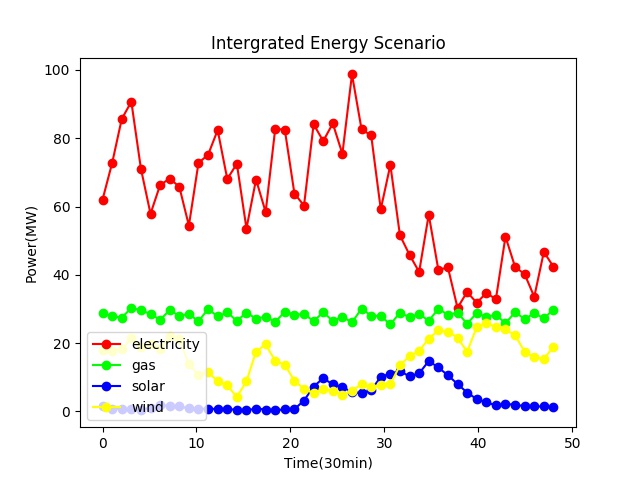 Intergrated Energy Scenario
Power(MW)
100
80
60
40
20
0
electricity
gas
solar
wind
0 10 20 30 40 50
Time(30min)